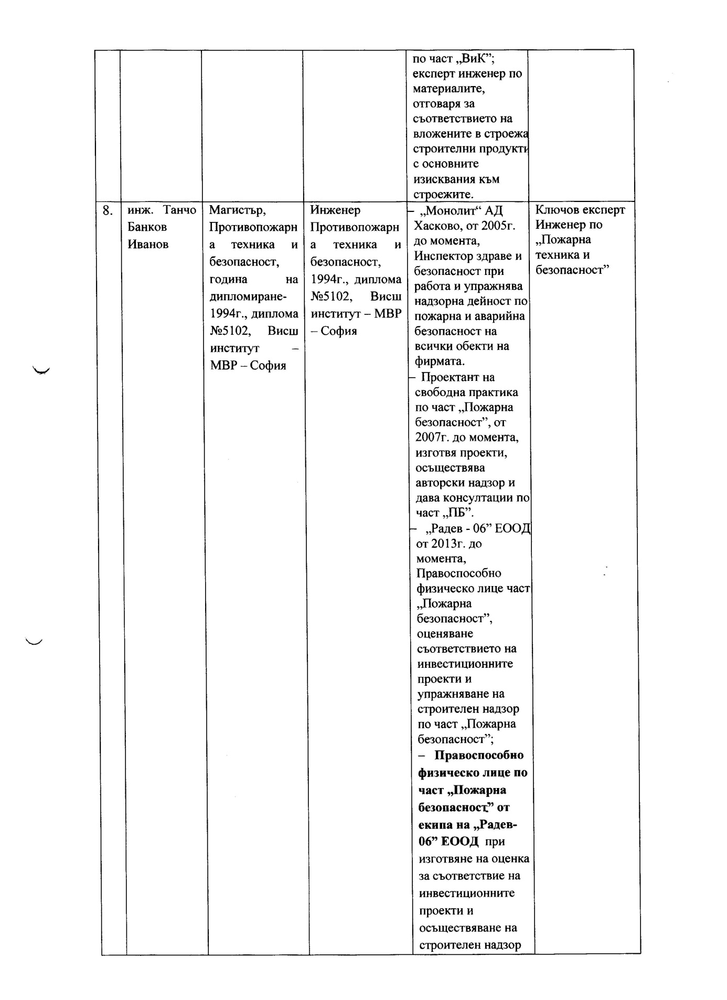 по част „ВиК”;
експерт инженер по
материалите,
отговаря за
съответствието на
вложените в строежа
строителни продукти
с основните
изисквания към
строежите.
8.
инж. Танчо
Банков
Иванов
Магистър,
Противопожарн
а техника и
безопасност,
година на
дипломиране-
1994г., диплома
№5102, Висш
институт –
МВР – София
Инженер
Противопожарн
а техника и
безопасност,
1994г., диплома
№5102, Висш
институт – МВР
– София
– „Монолит“ АД
Хасково, от 2005г.
до момента,
Инспектор здраве и
безопасност при
работа и упражнява
надзорна дейност по
пожарна и аварийна
безопасност на
всички обекти на
фирмата.
– Проектант на
свободна практика
по част „Пожарна
безопасност”, от
2007г. до момента,
изготвя проекти,
осъществява
авторски надзор и
дава консултации по
част „ПБ”.
– „Радев - 06” ЕООД
от 2013г. до
момента,
Правоспособно
физическо лице част
„Пожарна
безопасност”,
оценяване
съответствието на
инвестиционните
проекти и
упражняване на
строителен надзор
по част „Пожарна
безопасност”;
– Правоспособно
физическо лице по
част „Пожарна
безопасност” от
екипа на „Радев-
06” ЕООД при
изготвяне на оценка
за съответствие на
инвестиционните
проекти и
осъществяване на
строителен надзор
Ключов експерт
Инженер по
„Пожарна
техника и
безопасност”